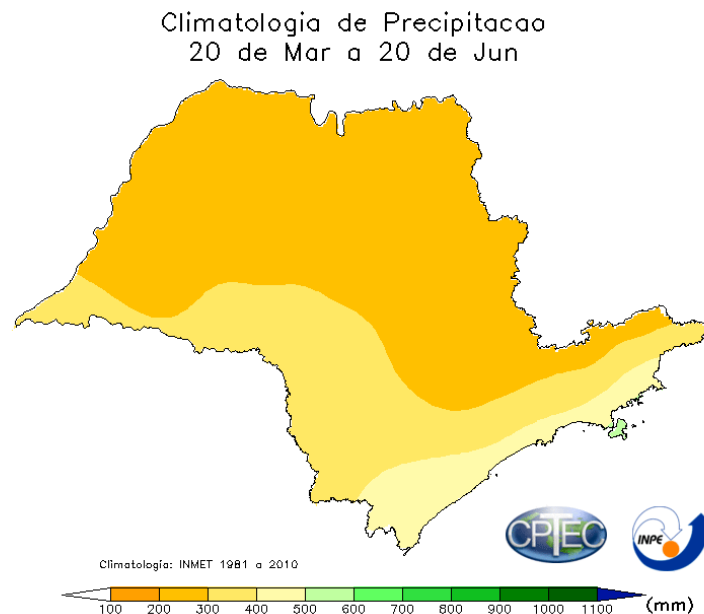 Climatologia de Precipitacao
20 de Mar a 20 de Jun
CPTEC
INPE
Climatologia: INMET 1981 a 2010
100 200 300 400 500 600 700 800 900 1000 1100 (mm)